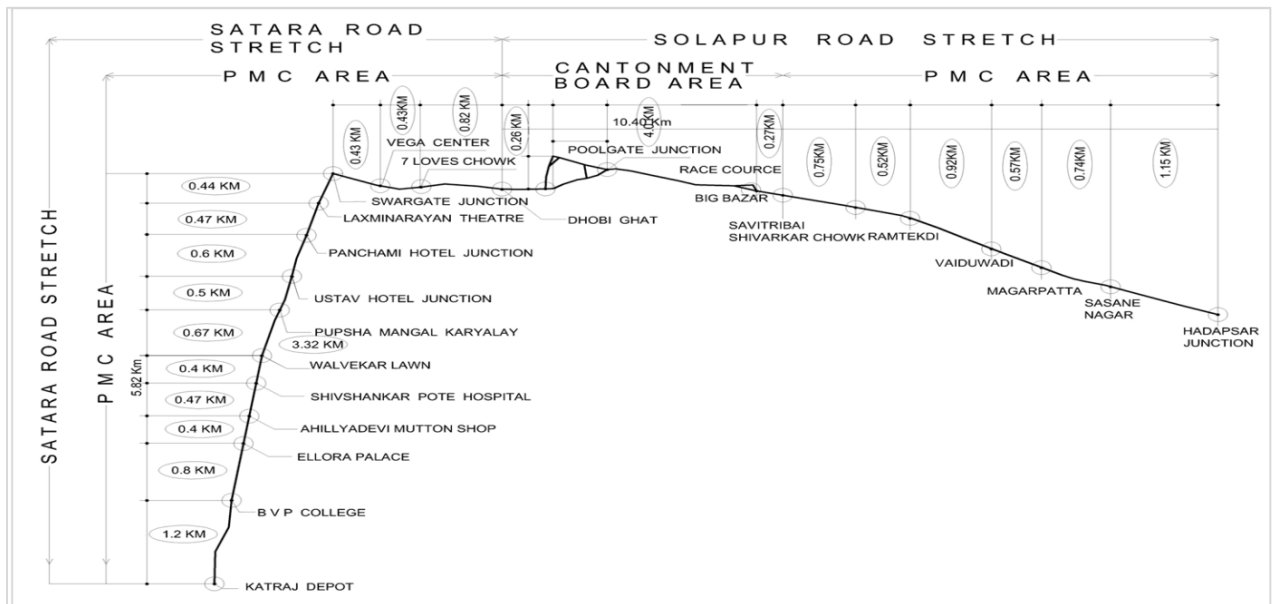 SATARA ROAD
STRETCH
SOLAPUR ROAD STRETCH
PMC AREA
CANTONMENT
BOARD AREA
PMC AREA
0.43 KM
0.43KM
0.82 KM
0.26 KM
10.40 Km
0.27KM
0.75KM
0.52KM
0.92KM
0.57KM
0.74KM
1.15 KM
VEGA CENTER
7 LOVES CHOWK
POOLGATE JUNCTION
RACE COURCE
BIG BAZAR
SWARGATE JUNCTION
DHOBI GHAT
SAVITRIBAI
SHIVARKAR CHOWK
RAMTEKDI
VAIDUWADI
MAGARPATTA
SASANE
NAGAR
HADAPSAR
JUNCTION
0.44 KM
LAXMINARAYAN THEATRE
0.47 KM
PANCHAMI HOTEL JUNCTION
0.6 KM
USTAV HOTEL JUNCTION
0.5 KM
PUPSHA MANGAL KARYALAY
0.67 KM
3.32 KM
WALVEKAR LAWN
0.4 KM
SHIVSHANKAR POTE HOSPITAL
0.47 KM
AHILLYADEVI MUTTON SHOP
0.4 KM
ELLORA PALACE
0.8 KM
B V P COLLEGE
1.2 KM
KATRAJ DEPOT
5.82 Km
PMC AREA
SATARA ROAD STRETCH